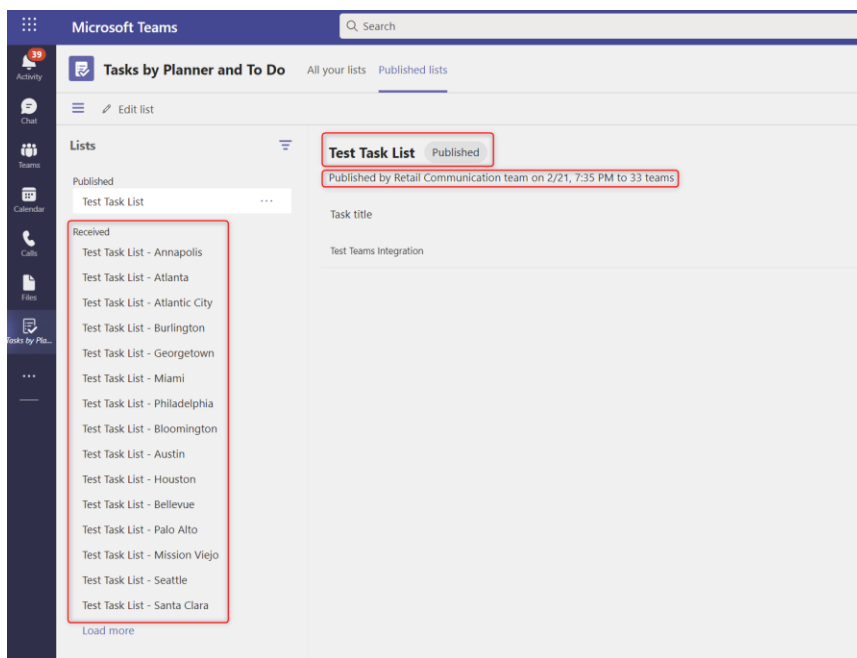 Microsoft Teams
Search
39
Activity
Chat
Teams
Calendar
Calls
Files
Tasks by Pla...
Tasks by Planner and To Do
All your lists
Published lists
Edit list
Lists
Published
Test Task List
Received
Test Task List - Annapolis
Test Task List - Atlanta
Test Task List - Atlantic City
Test Task List - Burlington
Test Task List - Georgetown
Test Task List - Miami
Test Task List - Philadelphia
Test Task List - Bloomington
Test Task List - Austin
Test Task List - Houston
Test Task List - Bellevue
Test Task List - Palo Alto
Test Task List - Mission Viejo
Test Task List - Seattle
Test Task List - Santa Clara
Load more
Test Task List Published
Published by Retail Communication team on 2/21, 7:35 PM to 33 teams
Task title
Test Teams Integration